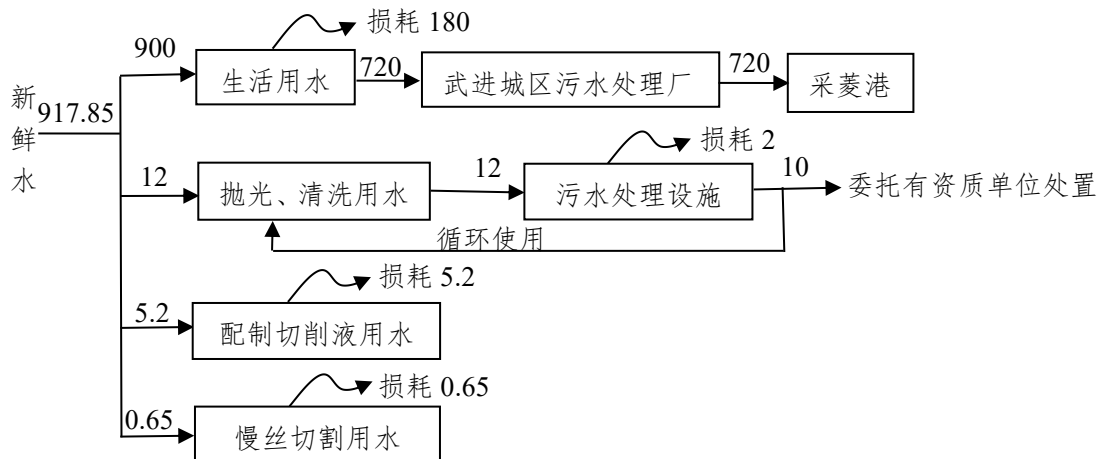 新鲜水
917.85
900
生活用水
损耗 180
720
武进城区污水处理厂
720
采菱港
12
抛光、清洗用水
12
污水处理设施
损耗 2
10
委托有资质单位处置
循环使用
5.2
配制切削液用水
损耗 5.2
0.65
慢丝切割用水
损耗 0.65